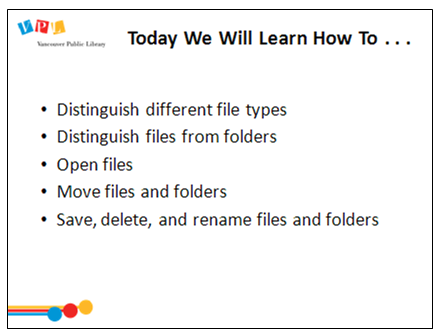 VPL
Vancouver Public Library
Today We Will Learn How To . . .
• Distinguish different file types
• Distinguish files from folders
• Open files
• Move files and folders
• Save, delete, and rename files and folders